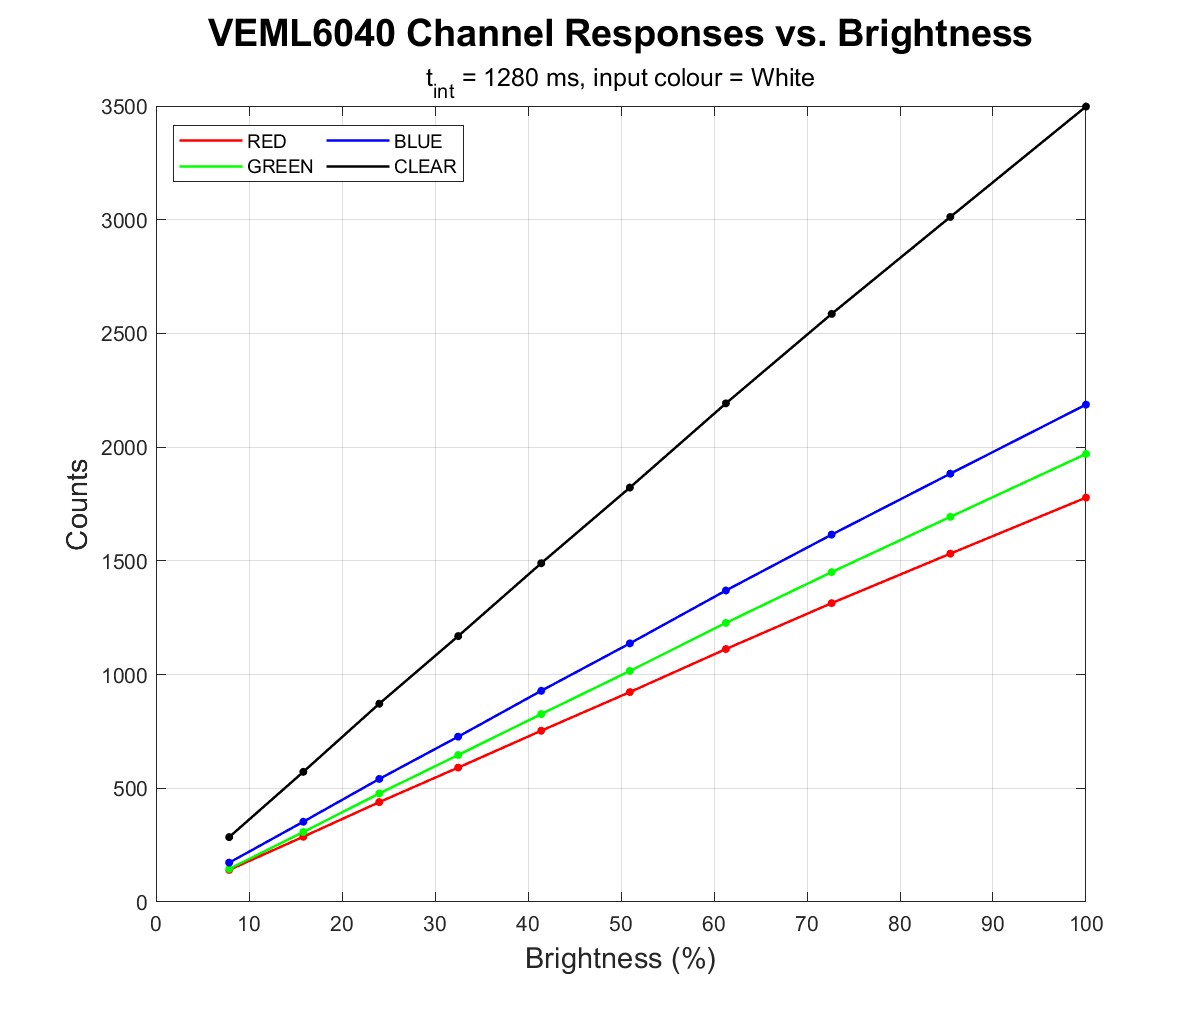 VEML6040 Channel Responses vs. Brightness
t_int = 1280 ms, input colour = White
RED BLUE
GREEN CLEAR
3500
3000
2500
2000
1500
1000
500
0
Counts
0 10 20 30 40 50 60 70 80 90 100
Brightness (%)